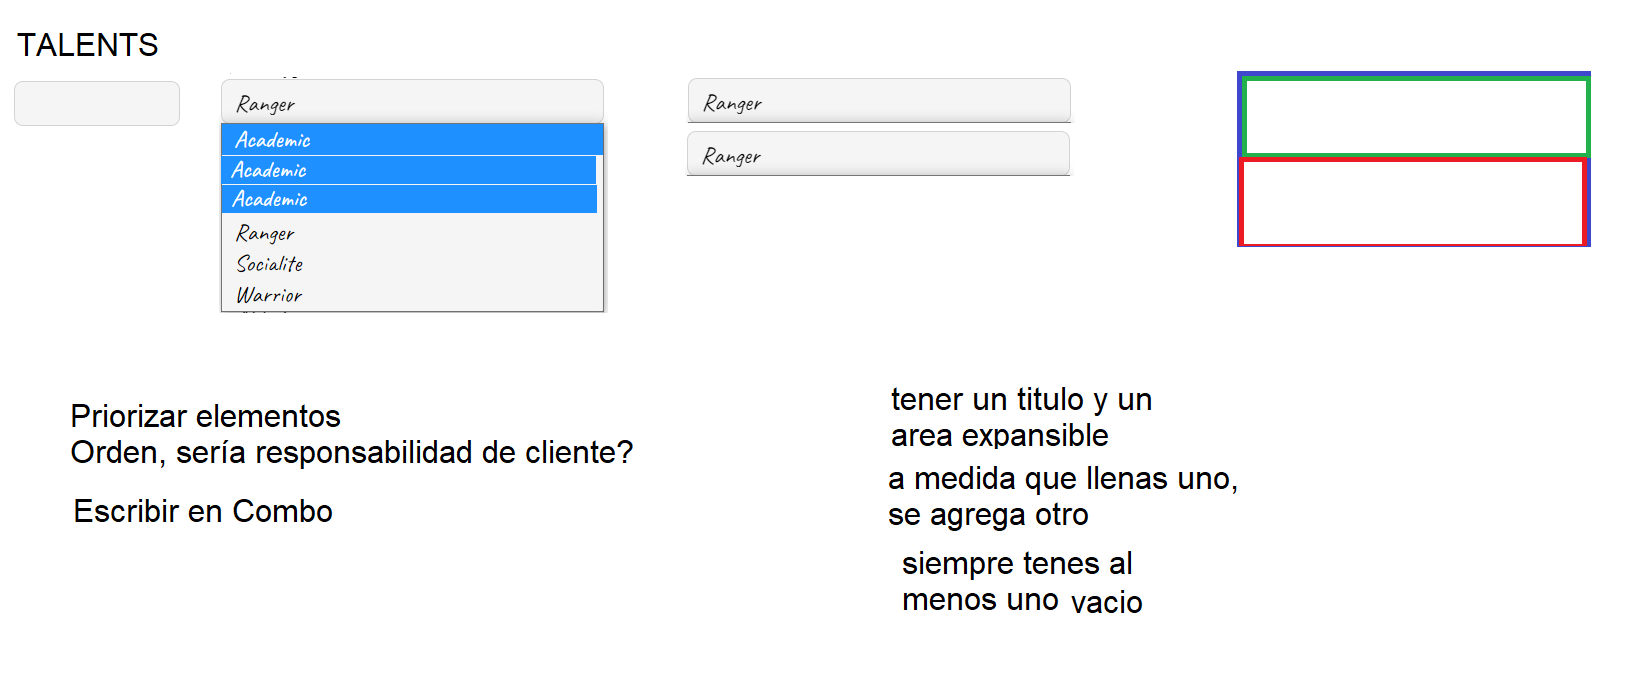 TALENTS
Ranger
Academic
Academic
Academic
Ranger
Socialite
Warrior
Ranger
Ranger
Priorizar elementos
Orden, sería responsabilidad de cliente?
Escribir en Combo
tener un titulo y un
area expansible
a medida que llenas uno,
se agrega otro
siempre tenes al
menos uno vacio